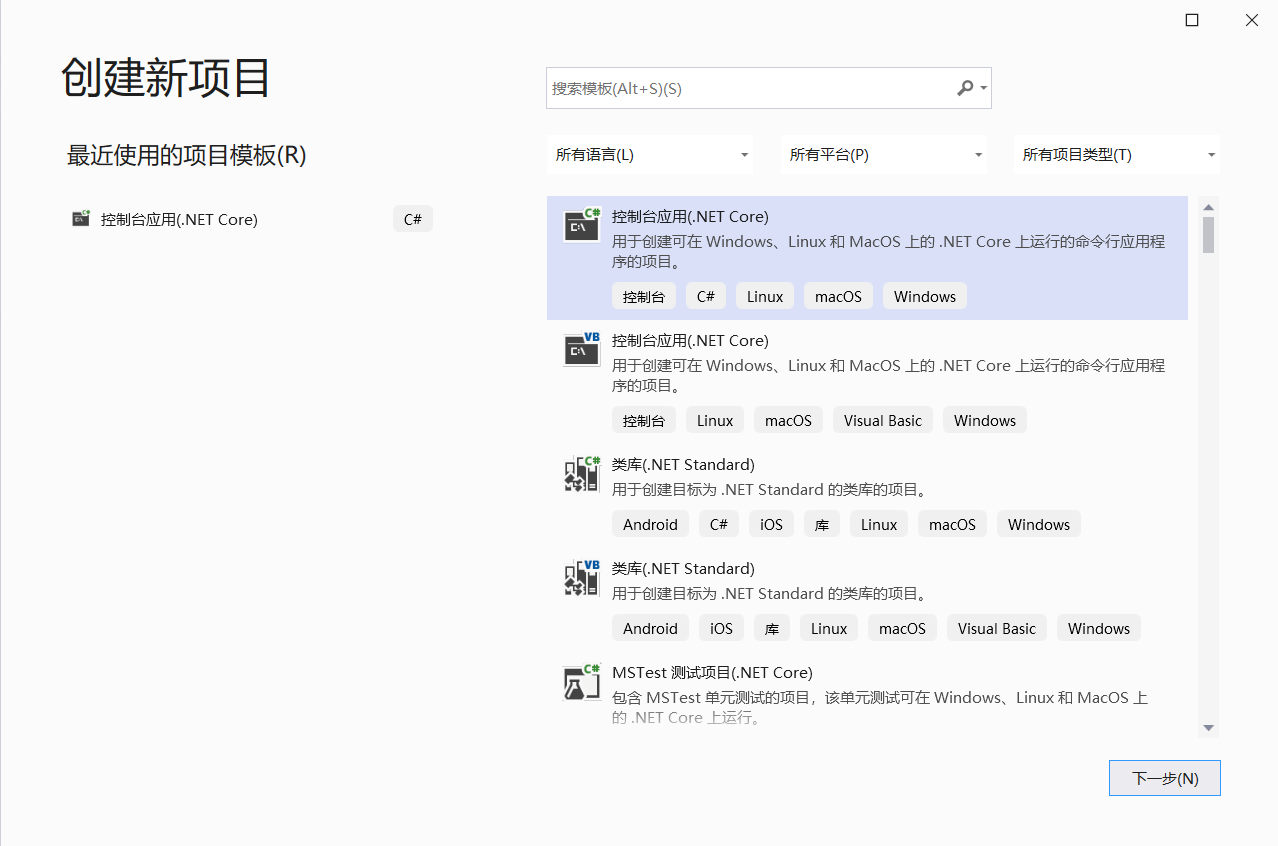 创建新项目
搜索模板(Alt+S)(S)
最近使用的项目模板(R)
所有语言(L)
所有平台(P)
所有项目类型(T)
控制台应用(.NET Core)
C#
C#
控制台应用(.NET Core)
用于创建可在 Windows、Linux 和 MacOS 上的 .NET Core 上运行的命令行应用程
序的项目。
控制台 C# Linux macOS Windows
VB
控制台应用(.NET Core)
用于创建可在 Windows、Linux 和 MacOS 上的 .NET Core 上运行的命令行应用程
序的项目。
控制台 Linux macOS Visual Basic Windows
C#
类库(.NET Standard)
用于创建目标为 .NET Standard 的类库的项目。
Android C# iOS 库 Linux macOS Windows
VB
类库(.NET Standard)
用于创建目标为 .NET Standard 的类库的项目。
Android iOS 库 Linux macOS Visual Basic Windows
C#
MSTest 测试项目(.NET Core)
包含 MSTest 单元测试的项目，该单元测试可在 Windows、Linux 和 MacOS 上
的 .NET Core 上运行。
下一步(N)